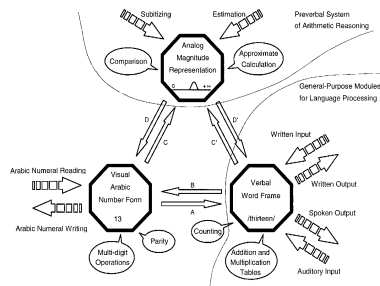 Subitizing
Estimation
Preverbal System
of Arithmetic Reasoning
Analog
Magnitude
Representation
0 +∞
Comparison
Approximate
Calculation
General-Purpose Modules
for Language Processing
D
C
C'
D'
Written Input
Written Output
Arabic Numeral Reading
Arabic Numeral Writing
Visual
Arabic
Number Form
13
B
A
Verbal
Word Frame
/thirteen/
Spoken Output
Auditory Input
Counting
Parity
Multi-digit
Operations
Addition and
Multiplication
Tables